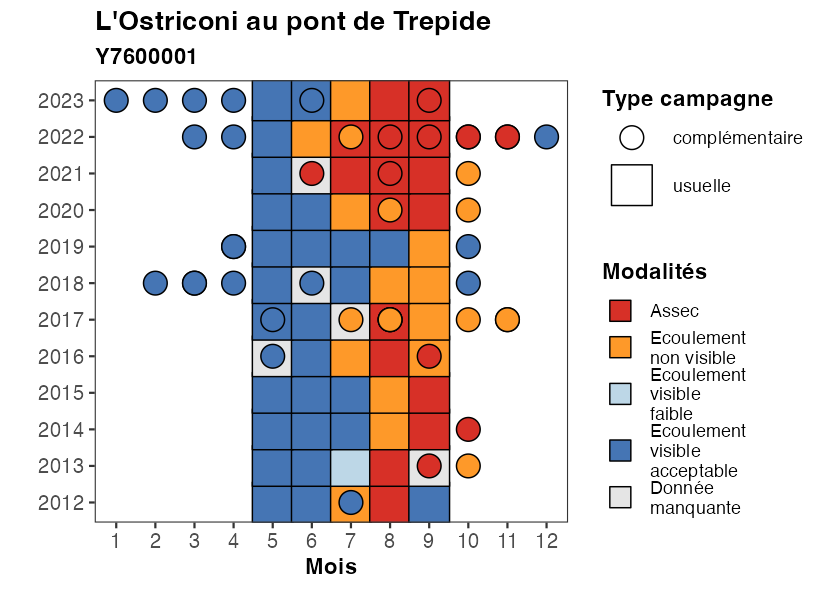 L'Ostriconi au pont de Trepide
Y7600001
2023
2022
2021
2020
2019
2018
2017
2016
2015
2014
2013
2012
1 2 3 4 5 6 7 8 9 10 11 12
Mois
Type campagne
complémentaire
usuelle
Modalités
Assec
Ecoulement
non visible
Ecoulement
visible
faible
Ecoulement
visible
acceptable
Donnée
manquante